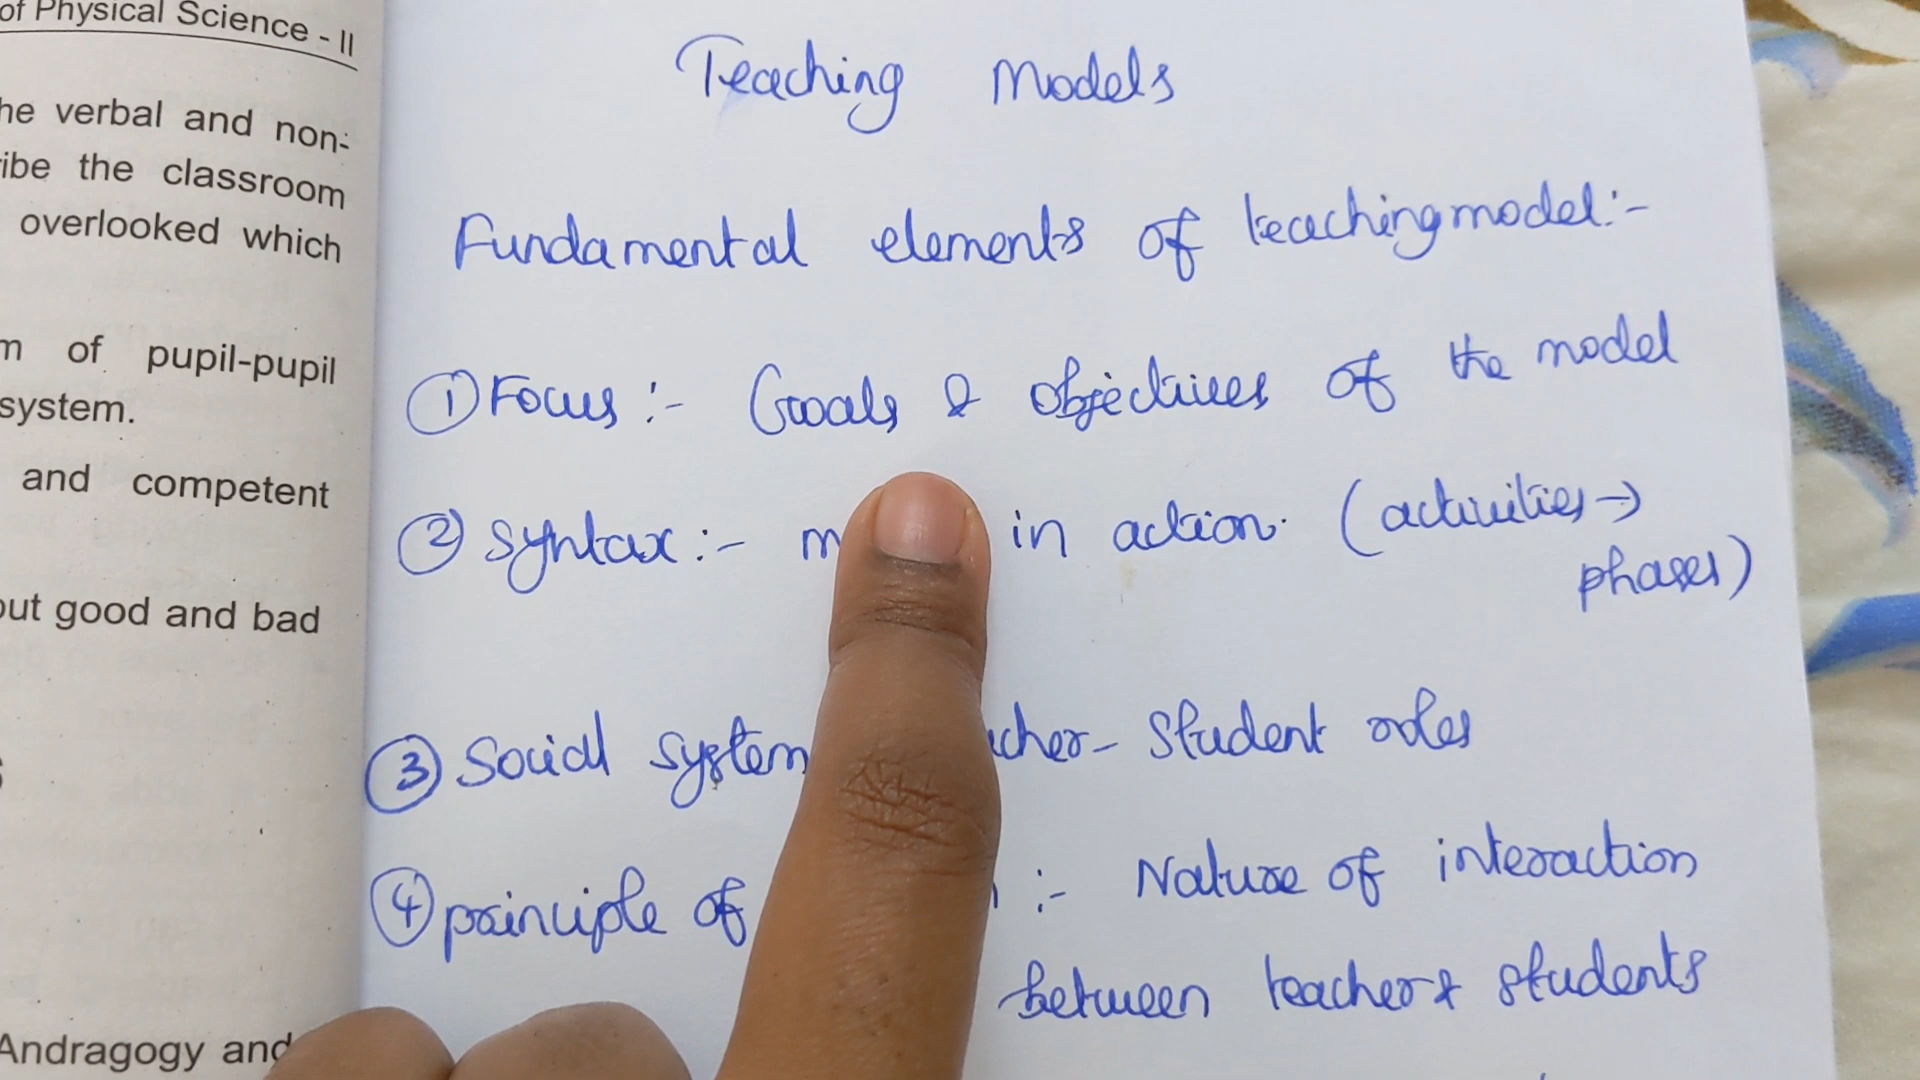 of Physical Science - II
he verbal and non-
ibe the classroom
overlooked which
m of pupil-pupil
system.
and competent
out good and bad
Andragogy and
Teaching Models
Fundamental elements of teaching model:-
① Focus :- Goals & objectives of the model
② Syntax :- in action. (activities →
phases)
③ Social system student roles
④ principle of :- Nature of interaction
between teacher & students